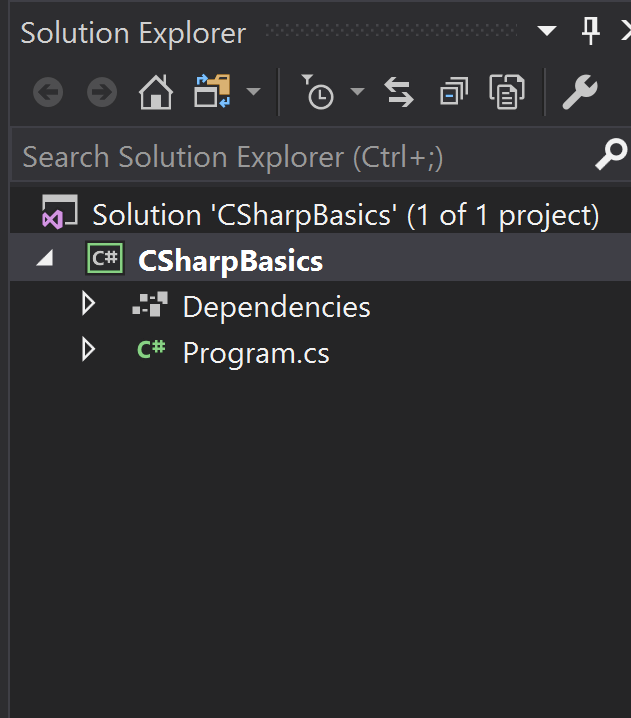 Solution Explorer
Search Solution Explorer (Ctrl+;)
Solution 'CSharpBasics' (1 of 1 project)
C# CSharpBasics
Dependencies
C# Program.cs